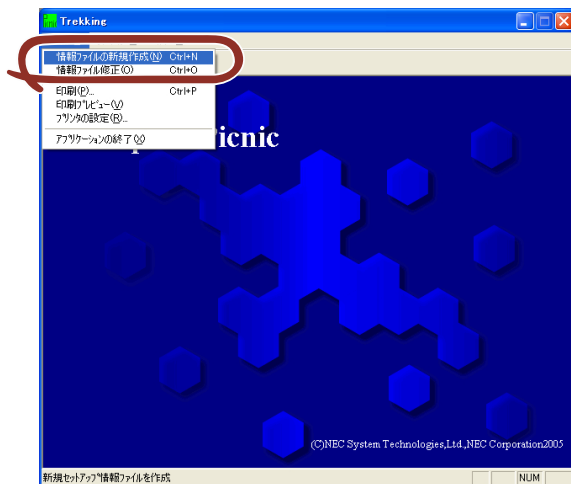 Trekking
情報ファイルの新規作成(N) Ctrl+N
情報ファイル修正(O) Ctrl+O
印刷(P)... Ctrl+P
印刷プレビュー(V)
プリンタの設定(R)...
アプリケーションの終了(X)
icnic
(C)NEC System Technologies,Ltd.,NEC Corporation2005
新規セットアップ情報ファイルを作成
NUM